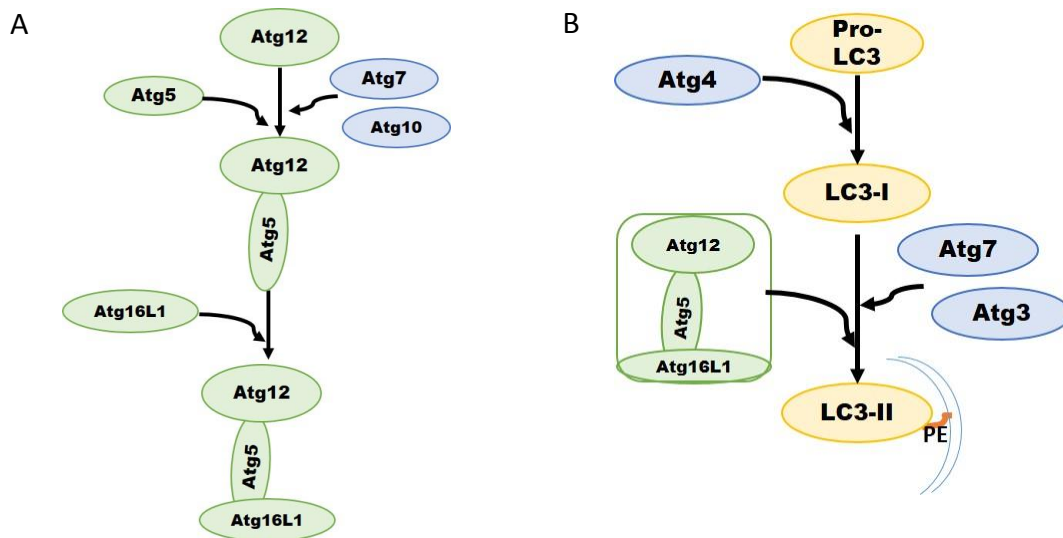 A
Atg12
Atg5
Atg7
Atg10
Atg12
Atg5
Atg16L1
Atg12
Atg5
Atg16L1
B
Pro-
LC3
Atg4
LC3-I
Atg12
Atg5
Atg16L1
Atg7
Atg3
LC3-II
PE